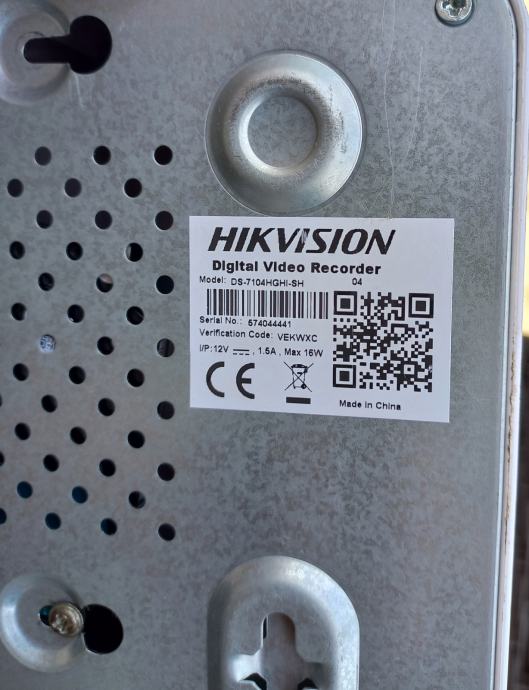 HIKVISION
Digital Video Recorder
Model: DS-7104HGHI-SH 04
Serial No.: 574044441
Verification Code: VEKWXC
I/P: 12V ⎓, 1.5A, Max 16W
CE
Made in China